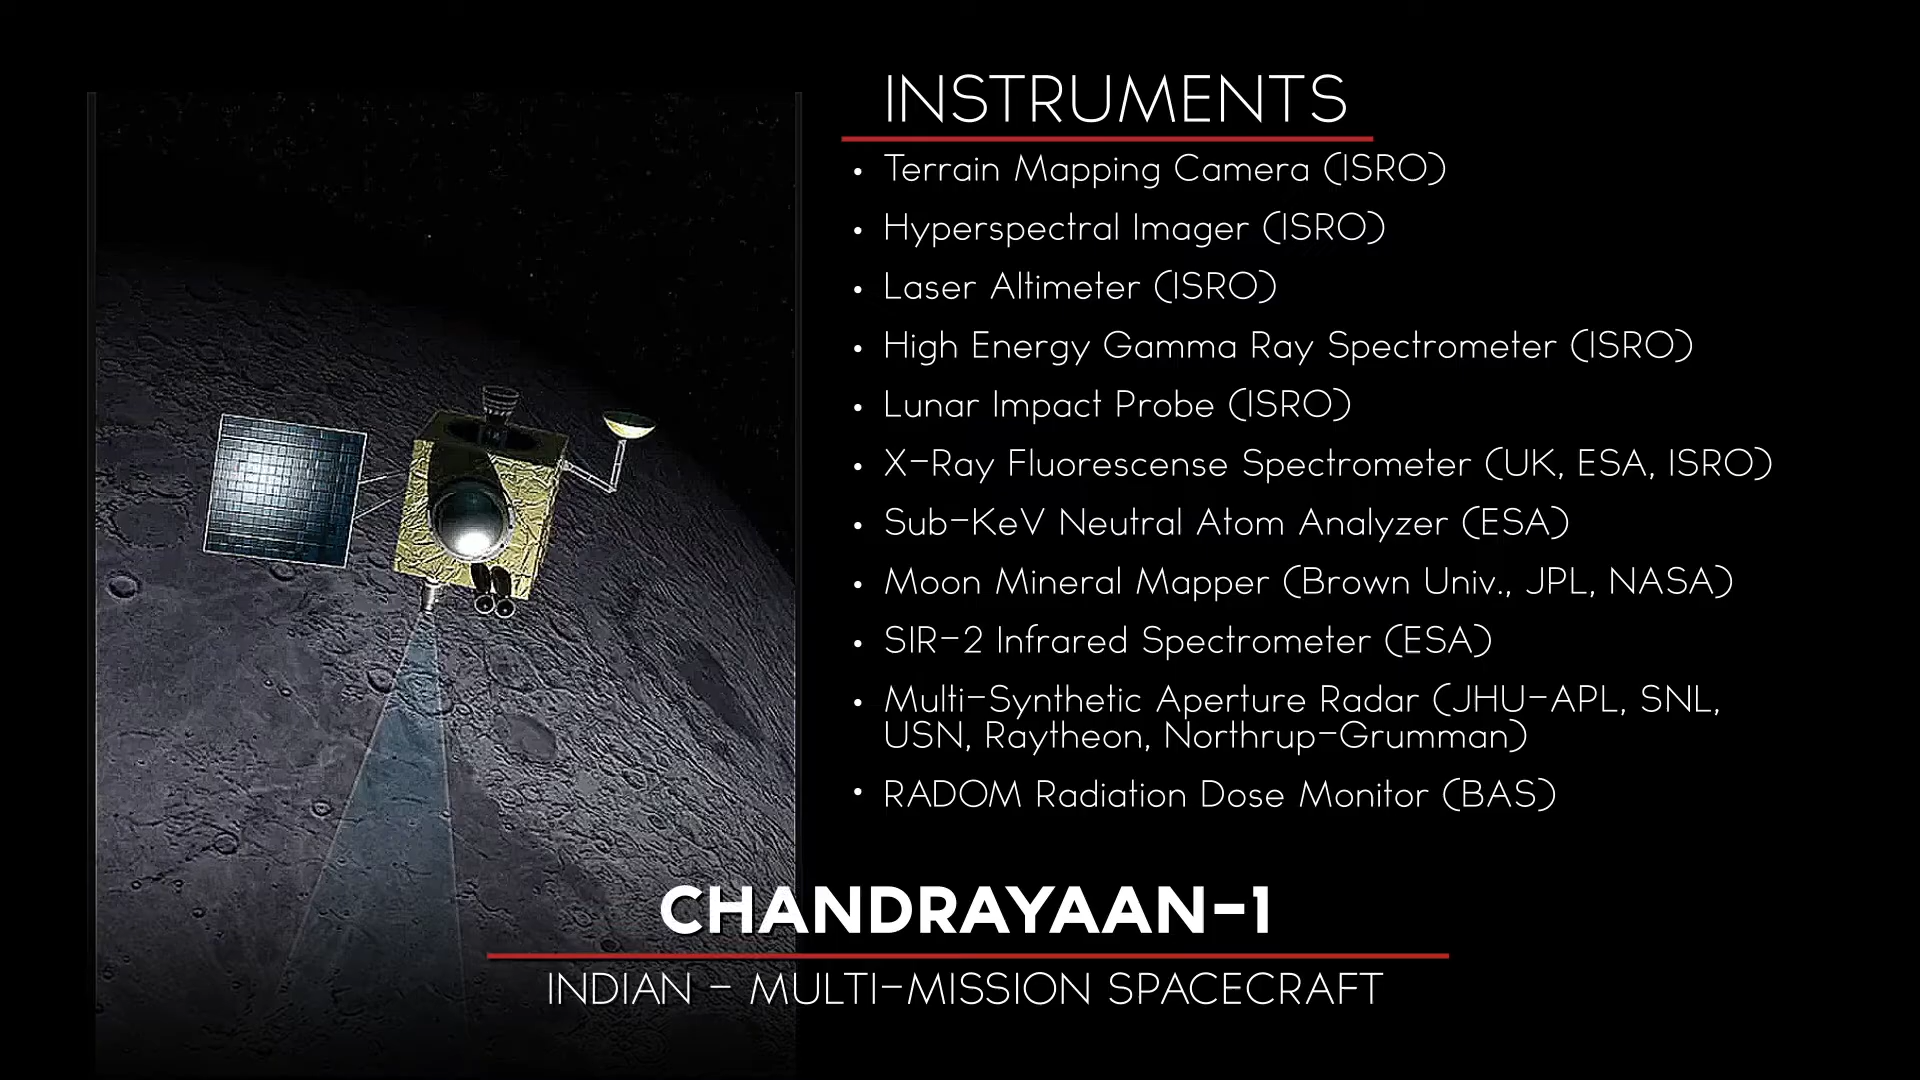 INSTRUMENTS
• Terrain Mapping Camera (ISRO)
• Hyperspectral Imager (ISRO)
• Laser Altimeter (ISRO)
• High Energy Gamma Ray Spectrometer (ISRO)
• Lunar Impact Probe (ISRO)
• X-Ray Fluorescense Spectrometer (UK, ESA, ISRO)
• Sub-KeV Neutral Atom Analyzer (ESA)
• Moon Mineral Mapper (Brown Univ., JPL, NASA)
• SIR-2 Infrared Spectrometer (ESA)
• Multi-Synthetic Aperture Radar (JHU-APL, SNL,
USN, Raytheon, Northrup-Grumman)
• RADOM Radiation Dose Monitor (BAS)
CHANDRAYAAN-1
INDIAN - MULTI-MISSION SPACECRAFT